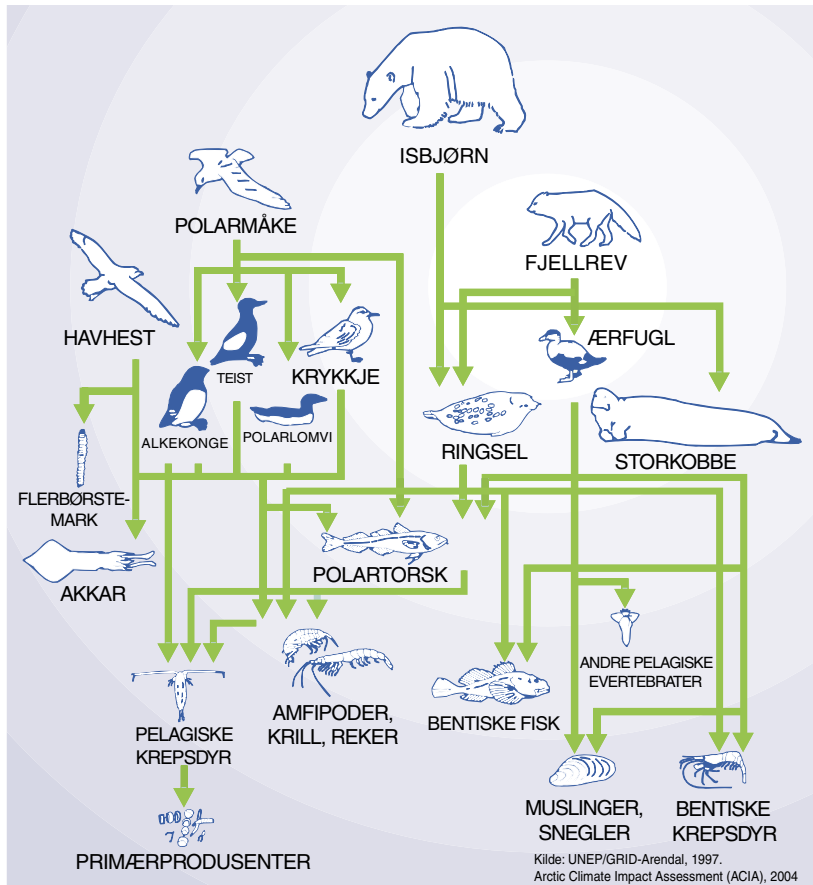 ISBJØRN
POLARMÅKE
FJELLREV
HAVHEST
ÆRFUGL
TEIST
KRYKKJE
ALKEKONGE
POLARLOMVI
RINGSEL
STORKOBBE
FLERBØRSTE-
MARK
AKKAR
POLARTORSK
ANDRE PELAGISKE
EVERTEBRATER
PELAGISKE
KREPSDYR
AMFIPODER,
KRILL, REKER
BENTISKE FISK
MUSLINGER,
SNEGLER
BENTISKE
KREPSDYR
PRIMÆRPRODUSENTER
Kilde: UNEP/GRID-Arendal, 1997.
Arctic Climate Impact Assessment (ACIA), 2004